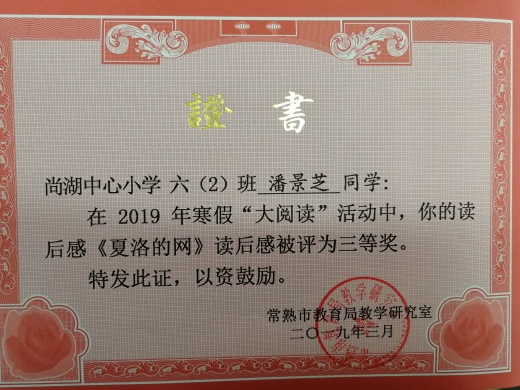 證書
尚湖中心小学 六（2）班 潘景芝 同学:
在 2019 年寒假“大阅读”活动中，你的读
后感《夏洛的网》读后感被评为三等奖。
特发此证，以资鼓励。
常熟市教育局教学研究室
二〇一九年三月